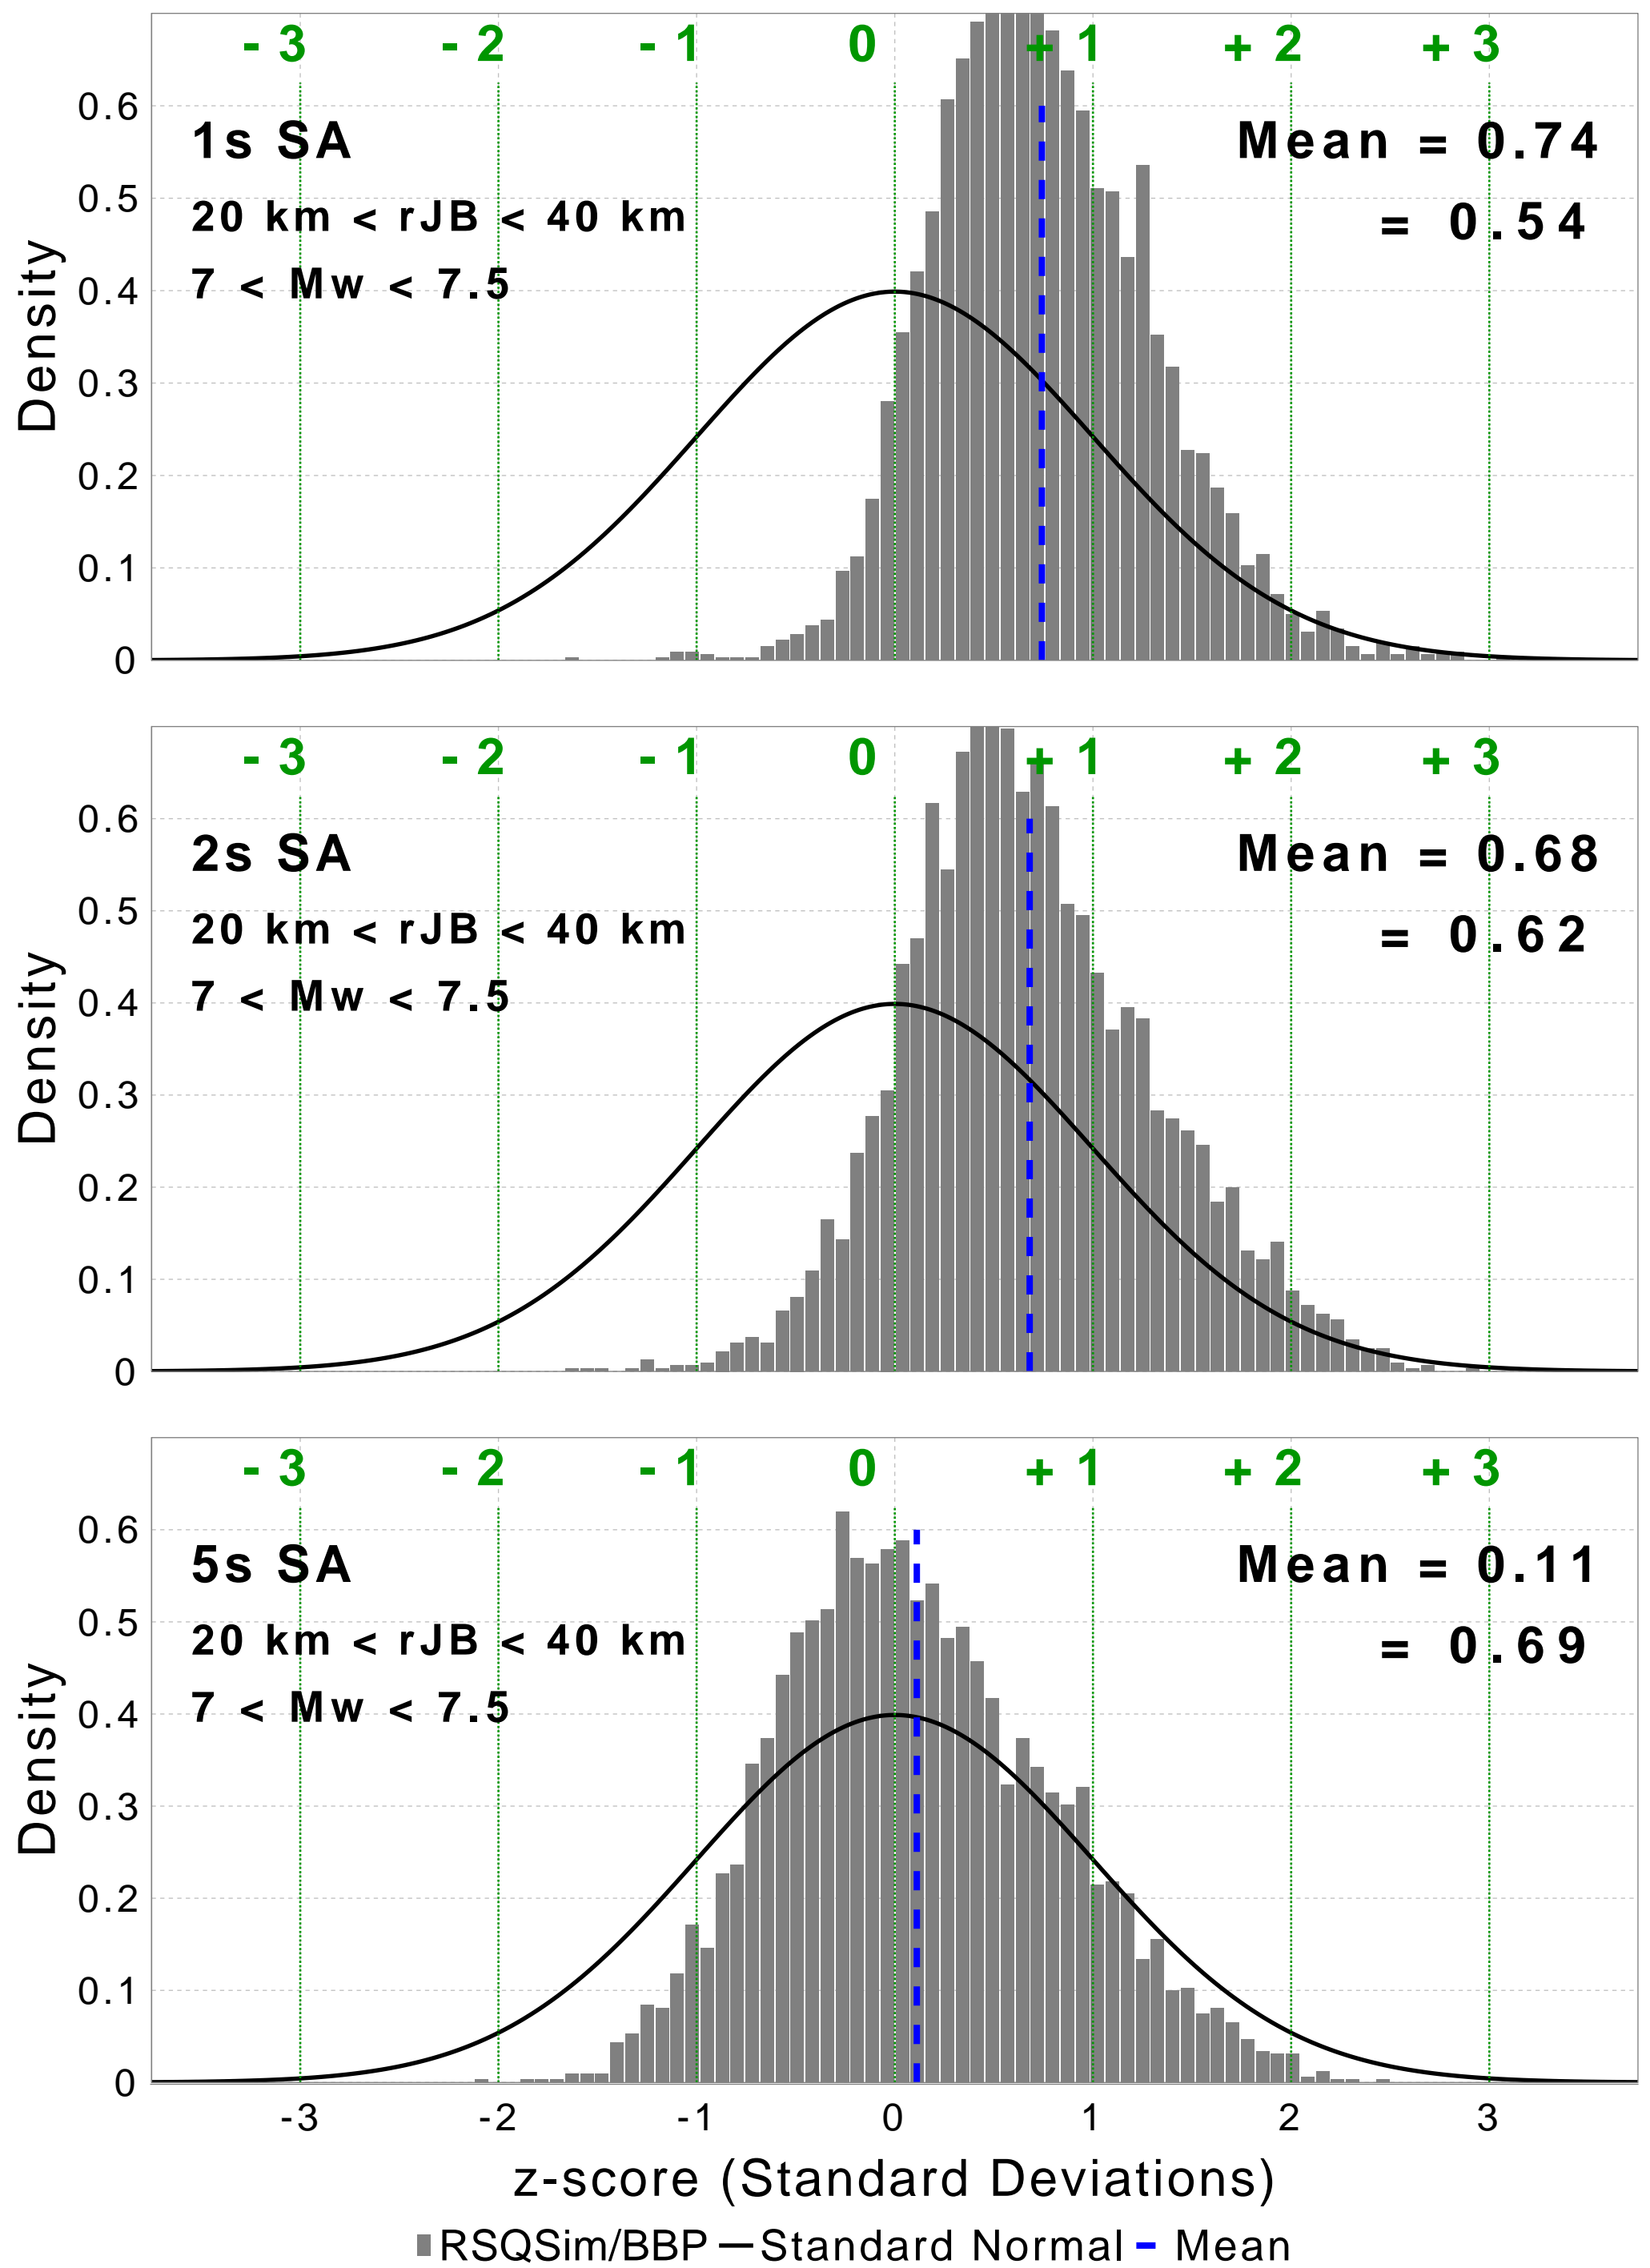 - 3 - 2 - 1 0 + 1 + 2 + 3
0.6
1s SA
Mean = 0.74
0.5
20 km < rJB < 40 km
= 0.54
7 < Mw < 7.5
0.4
Density
0.3
0.2
0.1
0
- 3 - 2 - 1 0 + 1 + 2 + 3
0.6
2s SA
Mean = 0.68
0.5
20 km < rJB < 40 km
= 0.62
7 < Mw < 7.5
0.4
Density
0.3
0.2
0.1
0
- 3 - 2 - 1 0 + 1 + 2 + 3
0.6
5s SA
Mean = 0.11
0.5
20 km < rJB < 40 km
= 0.69
7 < Mw < 7.5
0.4
Density
0.3
0.2
0.1
0
-3 -2 -1 0 1 2 3
z-score (Standard Deviations)
RSQSim/BBP Standard Normal Mean